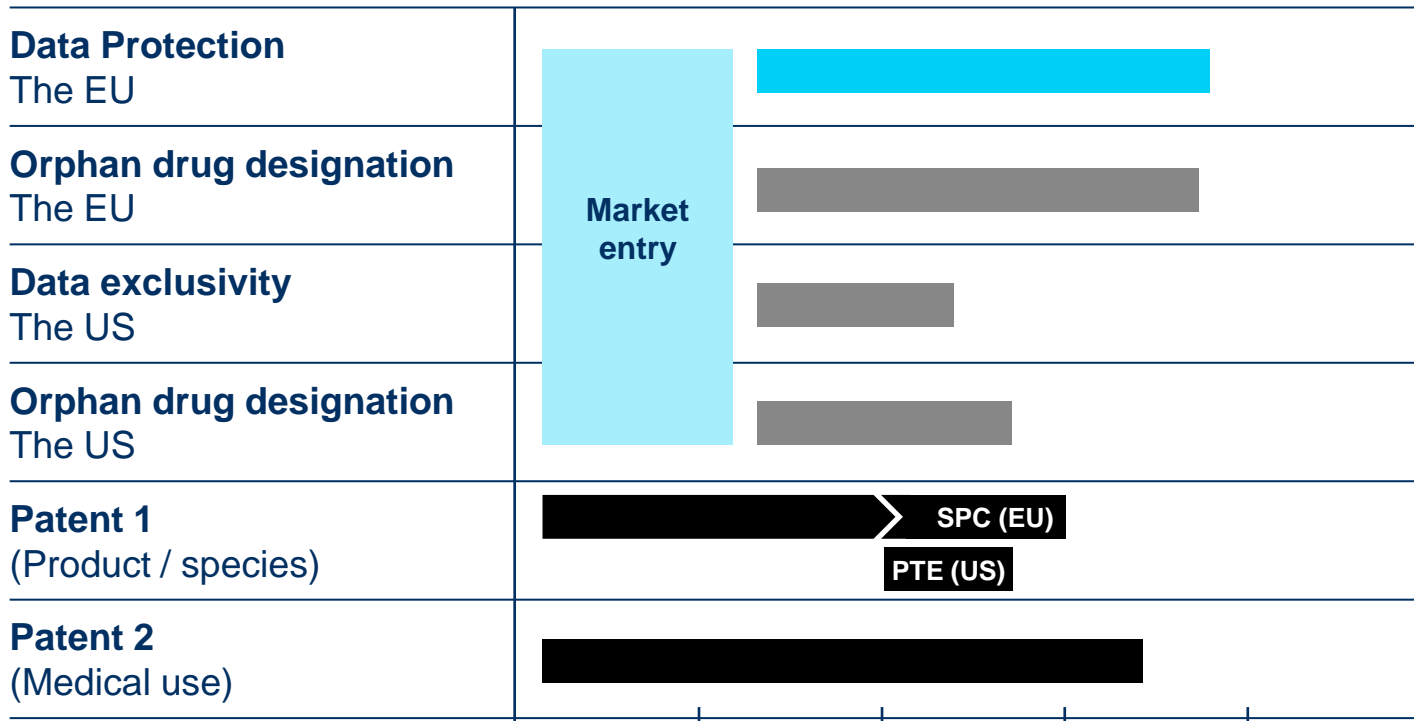 Data Protection
The EU
Orphan drug designation
The EU
Market
entry
Data exclusivity
The US
Orphan drug designation
The US
Patent 1
(Product / species)
SPC (EU)
PTE (US)
Patent 2
(Medical use)